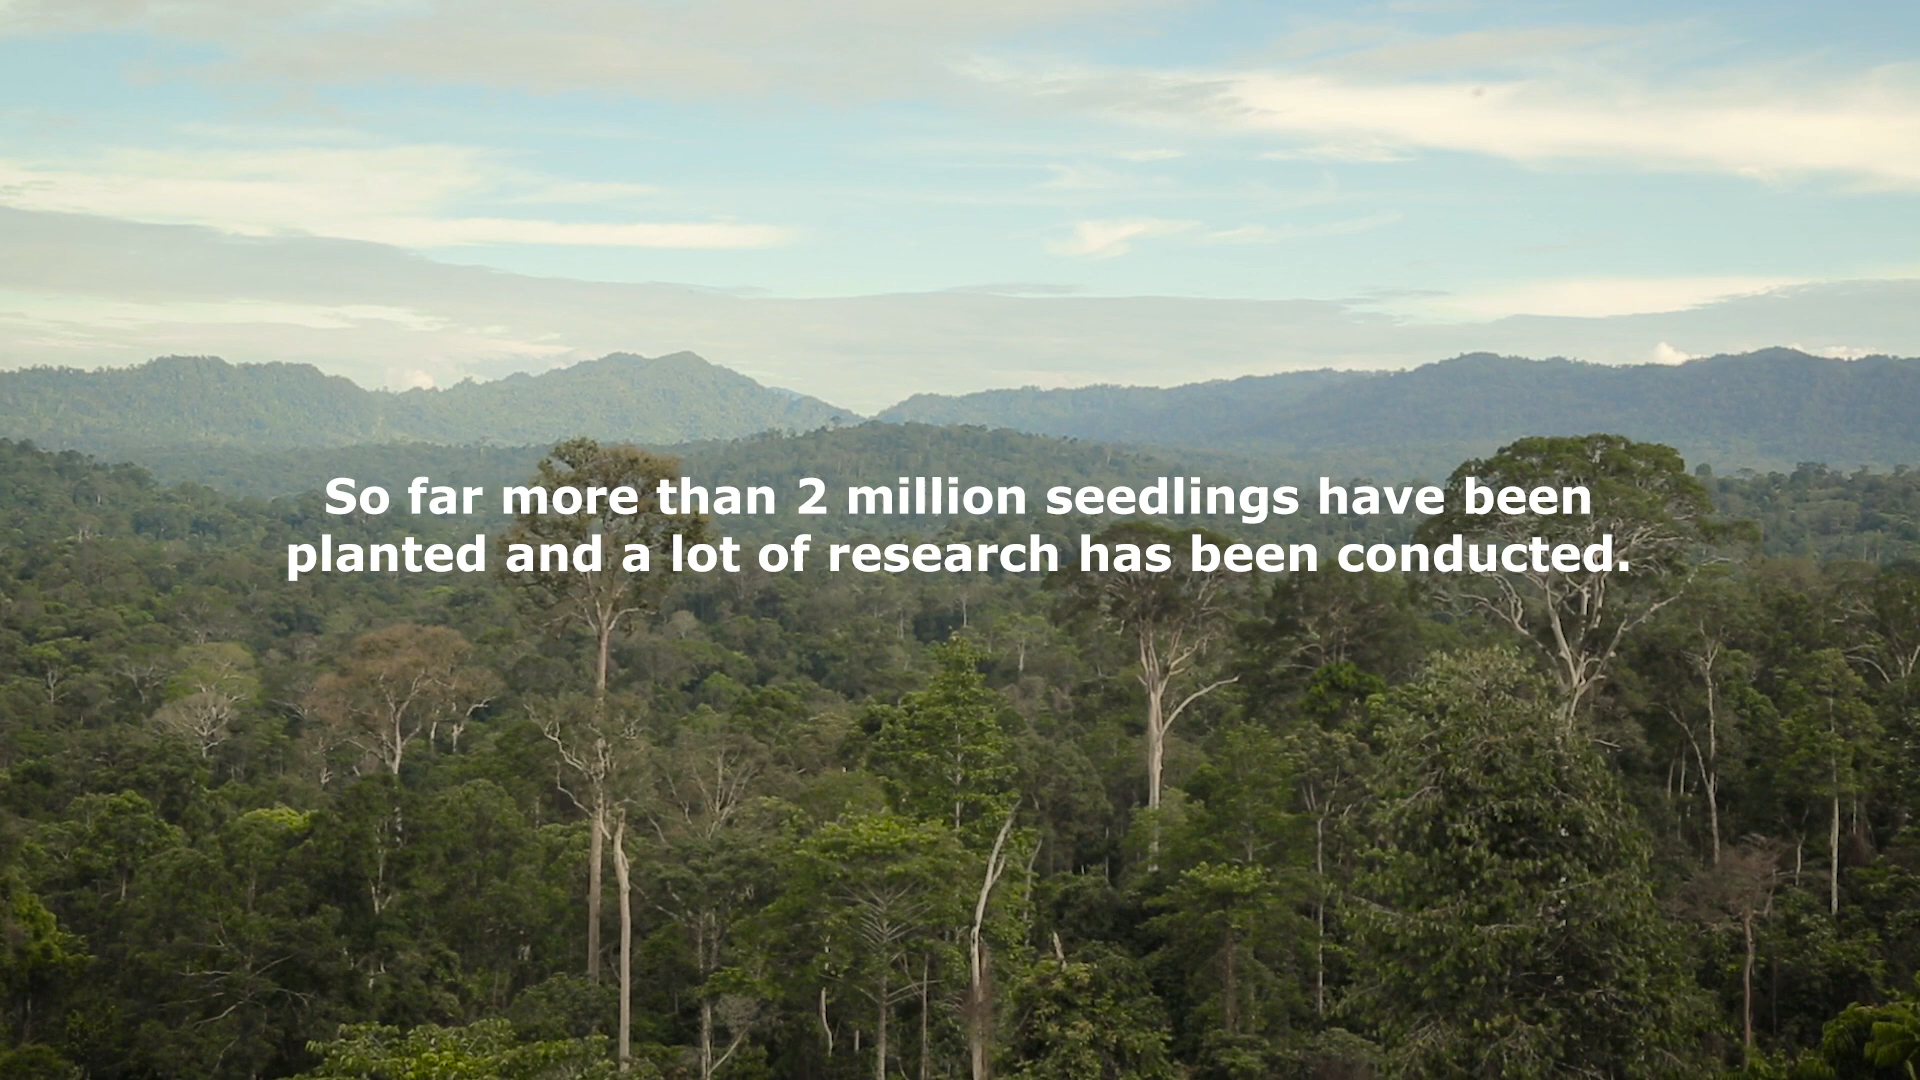 So far more than 2 million seedlings have been
planted and a lot of research has been conducted.